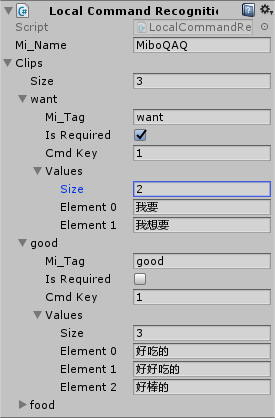 Local Command Recognitio
Script LocalCommandRe
Mi_Name MiboQAQ
Clips
Size 3
want
Mi_Tag want
Is Required
Cmd Key 1
Values
Size 2
Element 0 我要
Element 1 我想要
good
Mi_Tag good
Is Required
Cmd Key 1
Values
Size 3
Element 0 好吃的
Element 1 好好吃的
Element 2 好棒的
food